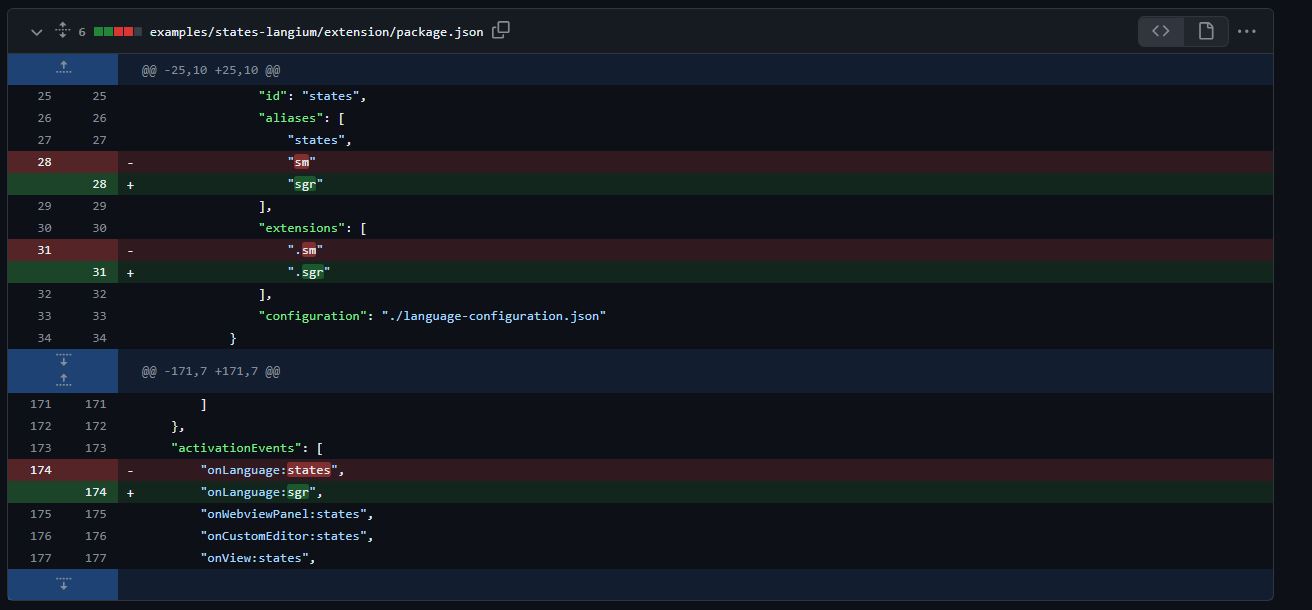 6 examples/states-langium/extension/package.json
@@ -25,10 +25,10 @@
25 25 "id": "states",
26 26 "aliases": [
27 27 "states",
28 - "sm"
28 + "sgr"
29 29 ],
30 30 "extensions": [
31 - ".sm"
31 + ".sgr"
32 32 ],
33 33 "configuration": "./language-configuration.json"
34 34 }
@@ -171,7 +171,7 @@
171 171 ]
172 172 },
173 173 "activationEvents": [
174 - "onLanguage:states",
174 + "onLanguage:sgr",
175 175 "onWebviewPanel:states",
176 176 "onCustomEditor:states",
177 177 "onView:states",